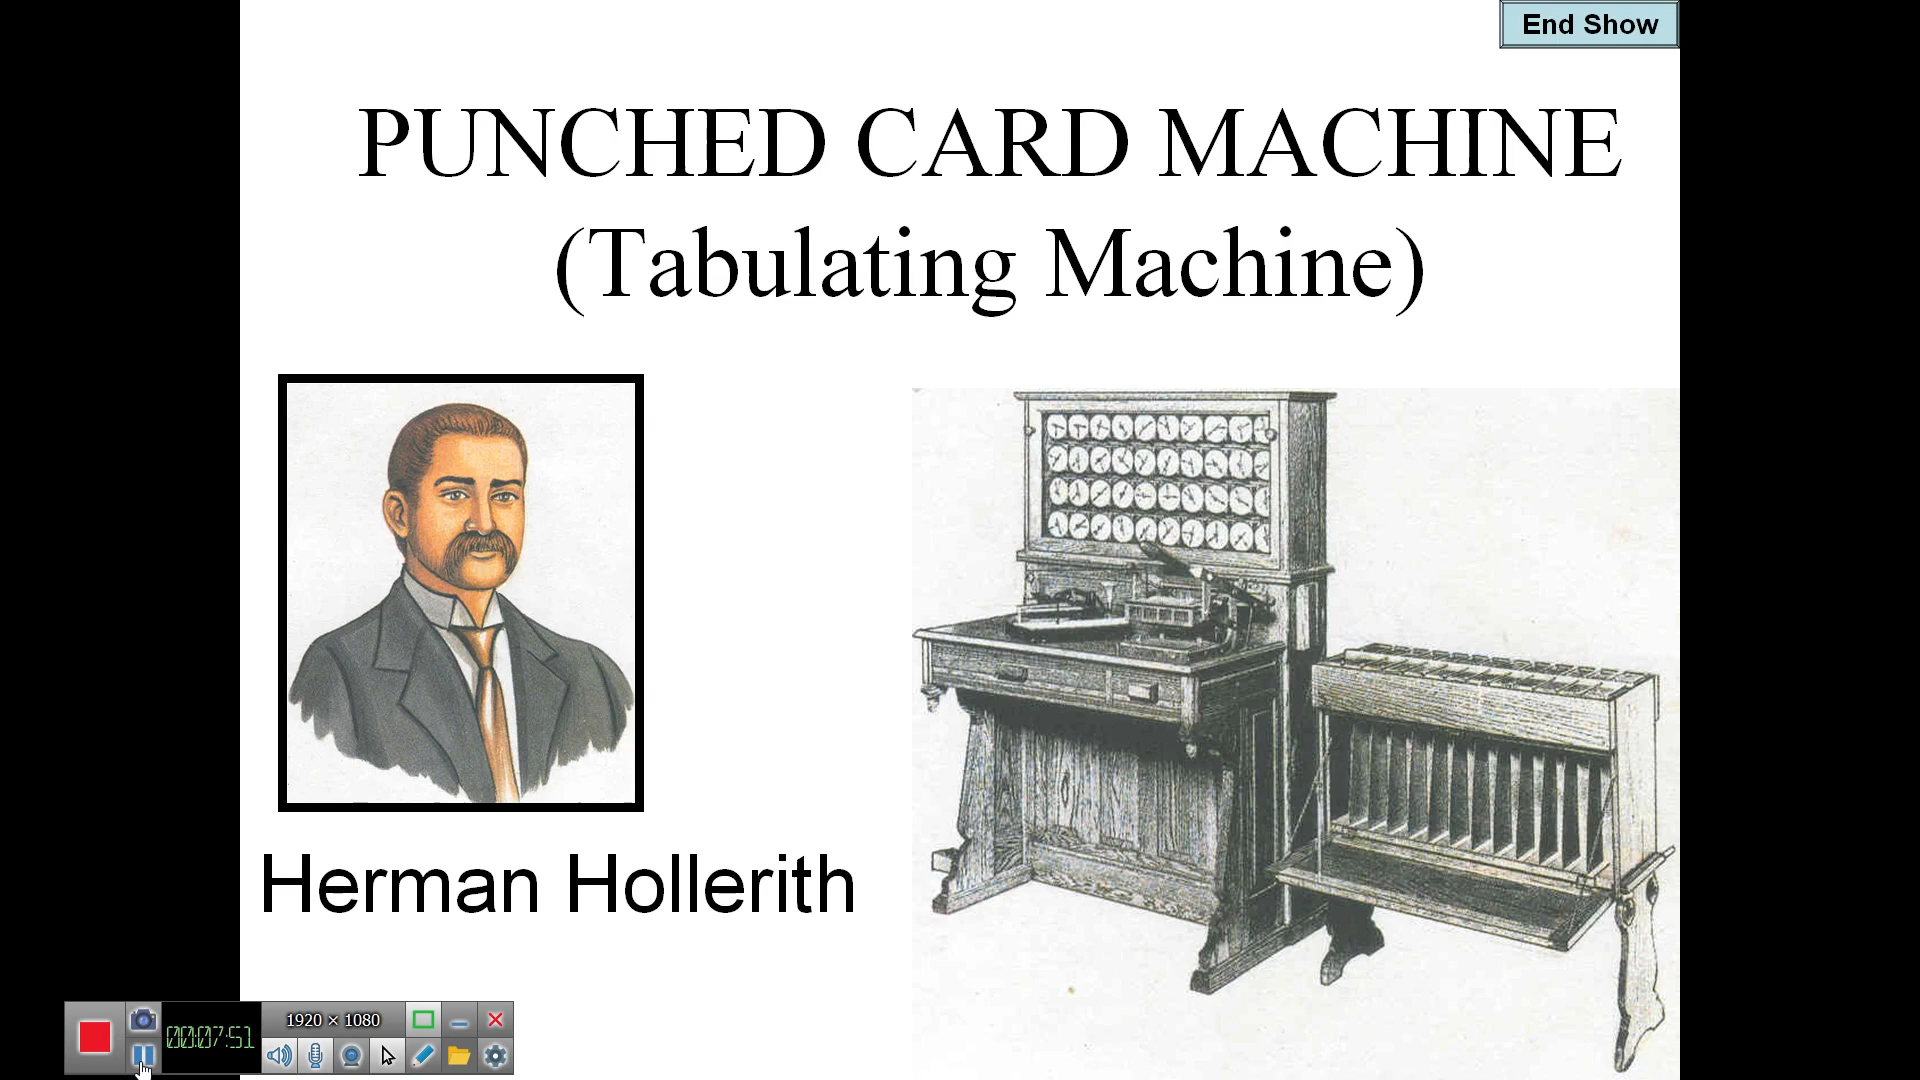 End Show
PUNCHED CARD MACHINE
(Tabulating Machine)
Herman Hollerith
00:07:51
1920 × 1080